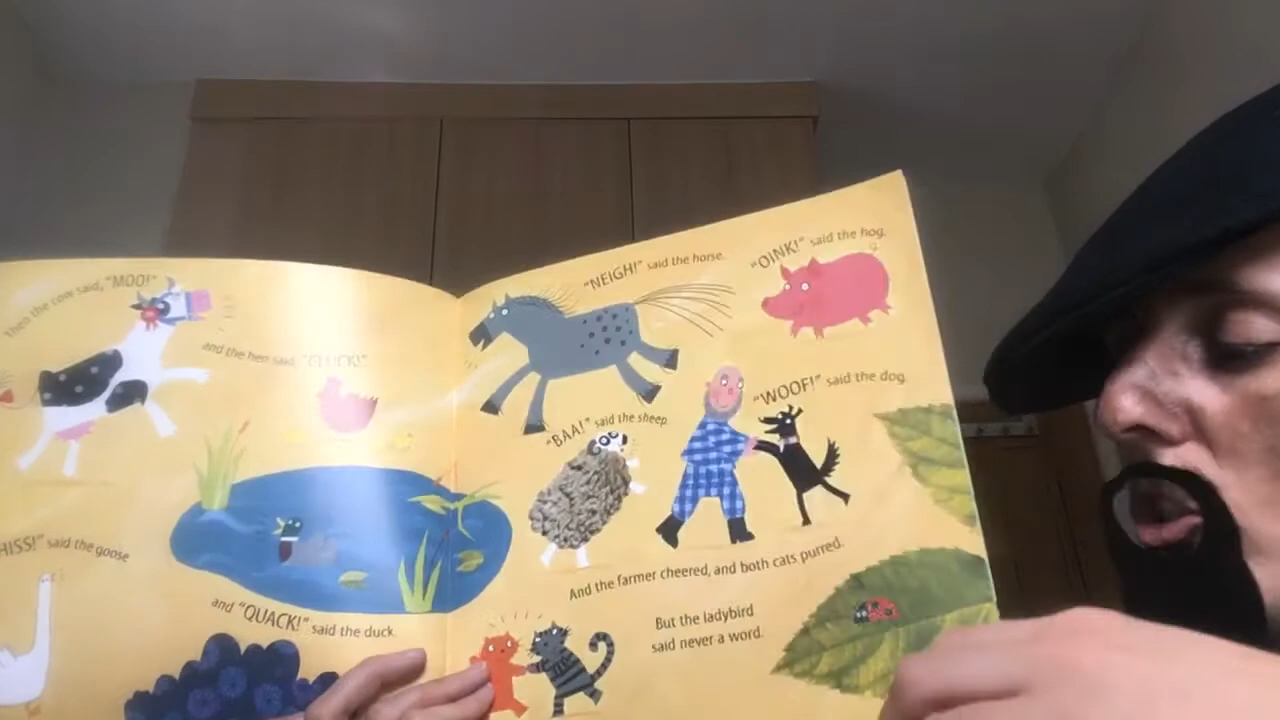 Then the cow said, "MOO!"
and the hen said, "CLUCK!"
HISS!" said the goose
and "QUACK!" said the duck.
"NEIGH!" said the horse.
"OINK!" said the hog.
"BAA!" said the sheep.
"WOOF!" said the dog.
And the farmer cheered, and both cats purred.
But the ladybird
said never a word.